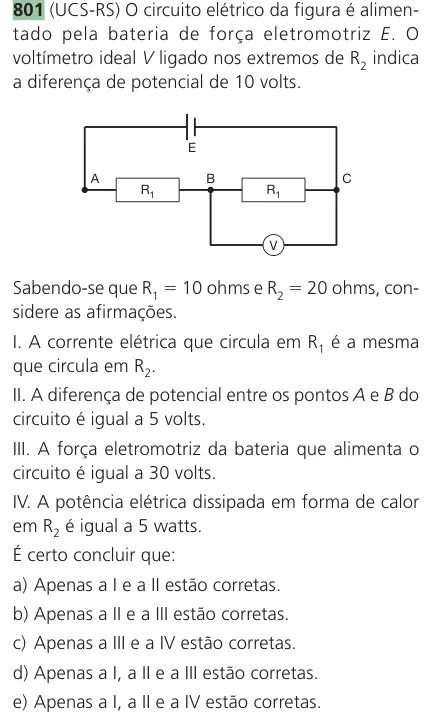 801 (UCS-RS) O circuito elétrico da figura é alimen-
tado pela bateria de força eletromotriz E. O
voltímetro ideal V ligado nos extremos de R₂ indica
a diferença de potencial de 10 volts.
E
A
B
C
R₁
R₁
V
Sabendo-se que R₁ = 10 ohms e R₂ = 20 ohms, con-
sidere as afirmações.
I. A corrente elétrica que circula em R₁ é a mesma
que circula em R₂.
II. A diferença de potencial entre os pontos A e B do
circuito é igual a 5 volts.
III. A força eletromotriz da bateria que alimenta o
circuito é igual a 30 volts.
IV. A potência elétrica dissipada em forma de calor
em R₂ é igual a 5 watts.
É certo concluir que:
a) Apenas a I e a II estão corretas.
b) Apenas a II e a III estão corretas.
c) Apenas a III e a IV estão corretas.
d) Apenas a I, a II e a III estão corretas.
e) Apenas a I, a II e a IV estão corretas.